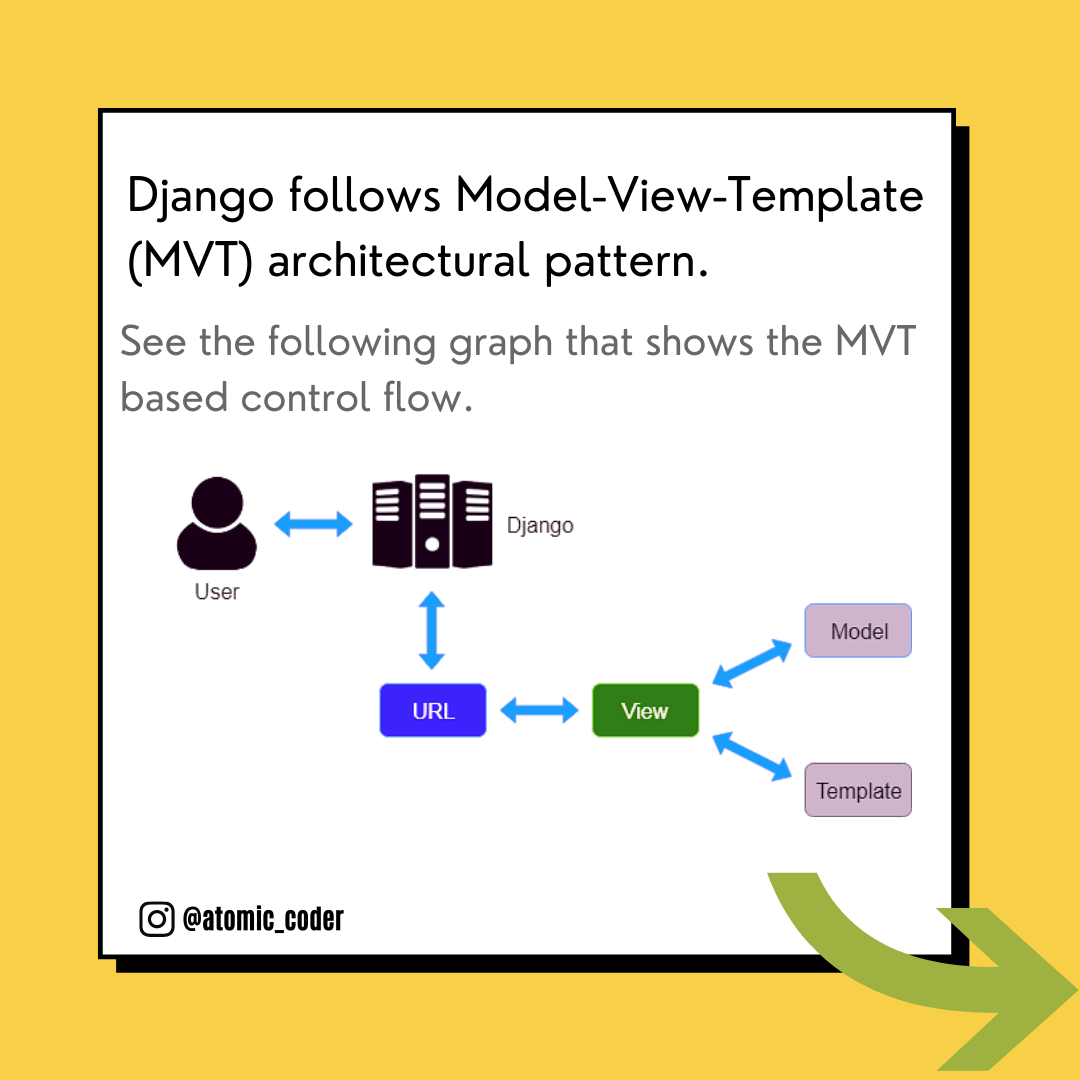 Django follows Model-View-Template
(MVT) architectural pattern.
See the following graph that shows the MVT
based control flow.
User
Django
URL
View
Model
Template
@atomic_coder